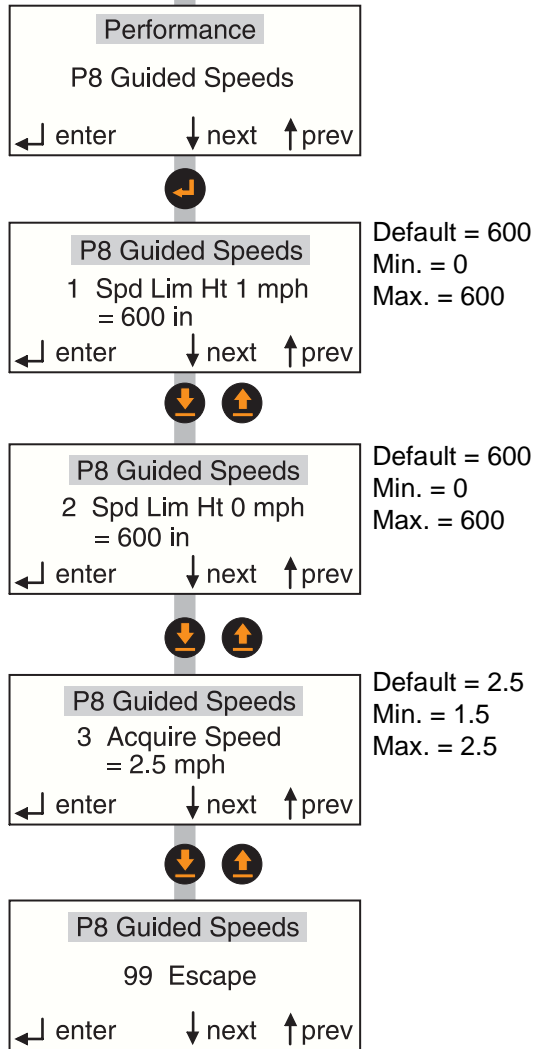 Performance
P8 Guided Speeds
enter next prev
P8 Guided Speeds
1 Spd Lim Ht 1 mph
= 600 in
enter next prev
Default = 600
Min. = 0
Max. = 600
P8 Guided Speeds
2 Spd Lim Ht 0 mph
= 600 in
enter next prev
Default = 600
Min. = 0
Max. = 600
P8 Guided Speeds
3 Acquire Speed
= 2.5 mph
enter next prev
Default = 2.5
Min. = 1.5
Max. = 2.5
P8 Guided Speeds
99 Escape
enter next prev